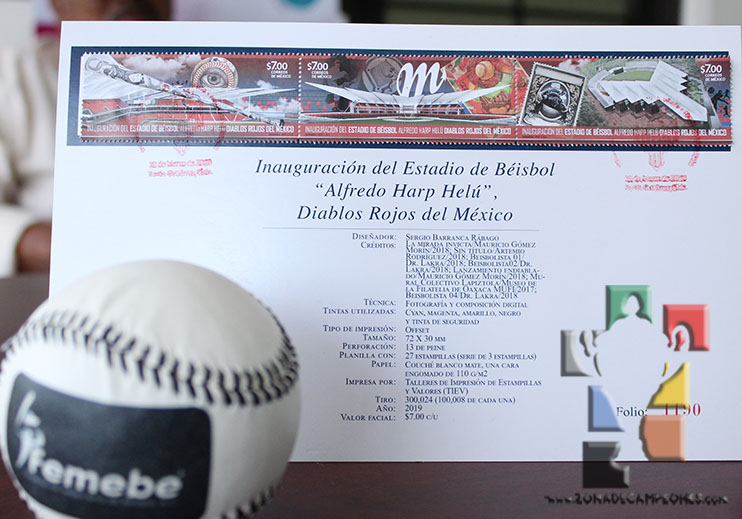 $7.00
CORREOS
DE MÉXICO
$7.00
CORREOS
DE MÉXICO
$7.00
CORREOS
DE MÉXICO
INAUGURACIÓN DEL ESTADIO DE BÉISBOL ALFREDO HARP HELÚ DIABLOS ROJOS DEL MÉXICO
INAUGURACIÓN DEL ESTADIO DE BÉISBOL ALFREDO HARP HELÚ DIABLOS ROJOS DEL MÉXICO
INAUGURACIÓN DEL ESTADIO DE BÉISBOL ALFREDO HARP HELÚ DIABLOS ROJOS DEL MÉXICO
Inauguración del Estadio de Béisbol
“Alfredo Harp Helú”,
Diablos Rojos del México
DISEÑADOR: SERGIO BARRANCA RÁBAGO
CRÉDITOS: LA MIRADA INVICTA/MAURICIO GÓMEZ
MORÍN/2018; SIN TÍTULO/ARTEMIO
RODRÍGUEZ/2018; BEISBOLISTA 01/
DR. LAKRA/2018; BEISBOLISTA02/DR.
LAKRA/2018; LANZAMIENTO ENDIABLA-
DO/MAURICIO GÓMEZ MORÍN/2018; MU-
RAL COLECTIVO LAPIZTOLA/MUSEO DE
LA FILATELIA DE OAXACA MUFI/2017;
BEISBOLISTA 04/DR. LAKRA/2018
TÉCNICA: FOTOGRAFÍA Y COMPOSICIÓN DIGITAL
TINTAS UTILIZADAS: CYAN, MAGENTA, AMARILLO, NEGRO
Y TINTA DE SEGURIDAD
TIPO DE IMPRESIÓN: OFFSET
TAMAÑO: 72 X 30 MM
PERFORACIÓN: 13 DE PEINE
PLANILLA CON: 27 ESTAMPILLAS (SERIE DE 3 ESTAMPILLAS)
PAPEL: COUCHÉ BLANCO MATE, UNA CARA
ENGOMADO DE 110 G/M2
IMPRESA POR: TALLERES DE IMPRESIÓN DE ESTAMPILLAS
Y VALORES (TIEV)
TIRO: 300,024 (100,008 DE CADA UNA)
AÑO: 2019
VALOR FACIAL: $7.00 C/U
Folio: 1190
femebe
www.ZONADECAMPEONES.com